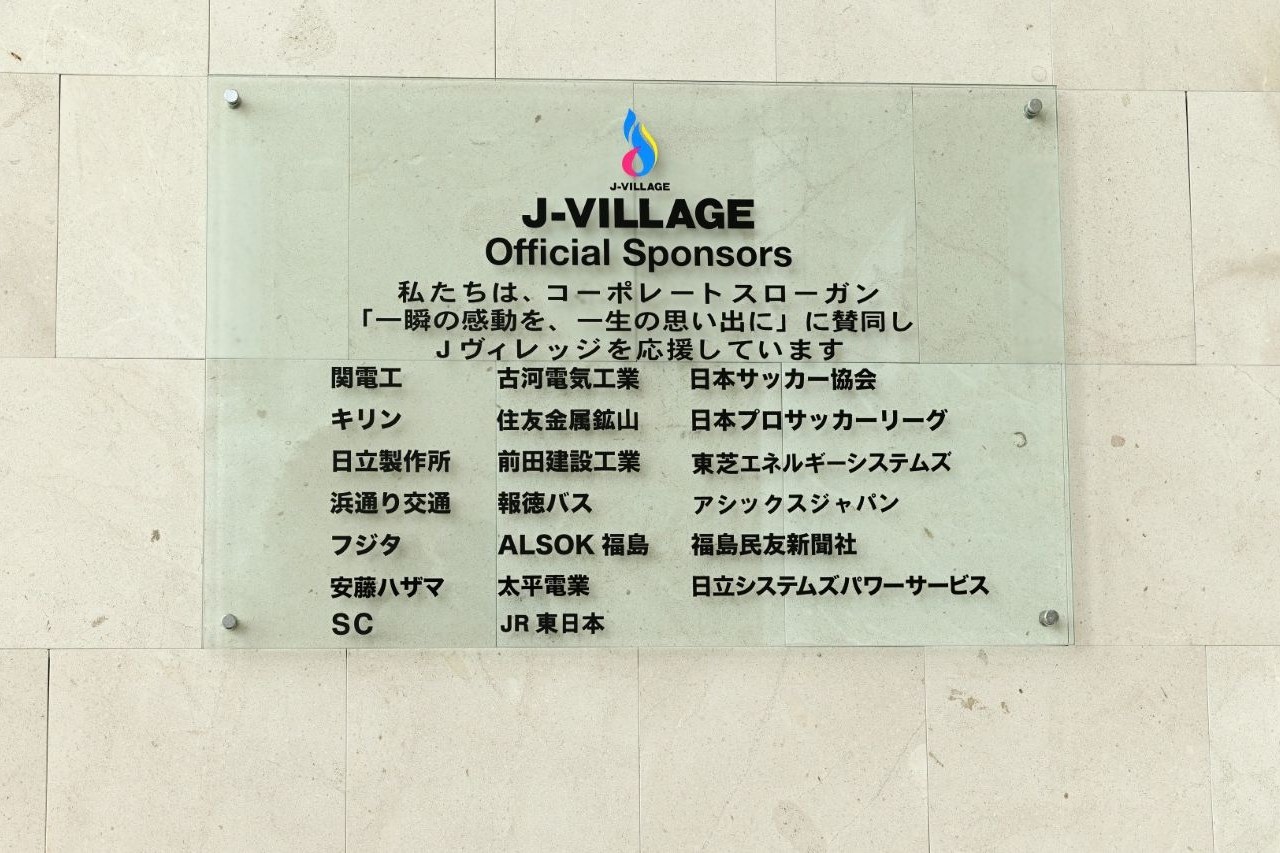 J-VILLAGE
J-VILLAGE
Official Sponsors
私たちは、コーポレートスローガン
「一瞬の感動を、一生の思い出に」に賛同し
Jヴィレッジを応援しています
関電工 古河電気工業 日本サッカー協会
キリン 住友金属鉱山 日本プロサッカーリーグ
日立製作所 前田建設工業 東芝エネルギーシステムズ
浜通り交通 報徳バス アシックスジャパン
フジタ ALSOK 福島 福島民友新聞社
安藤ハザマ 太平電業 日立システムズパワーサービス
SC JR 東日本